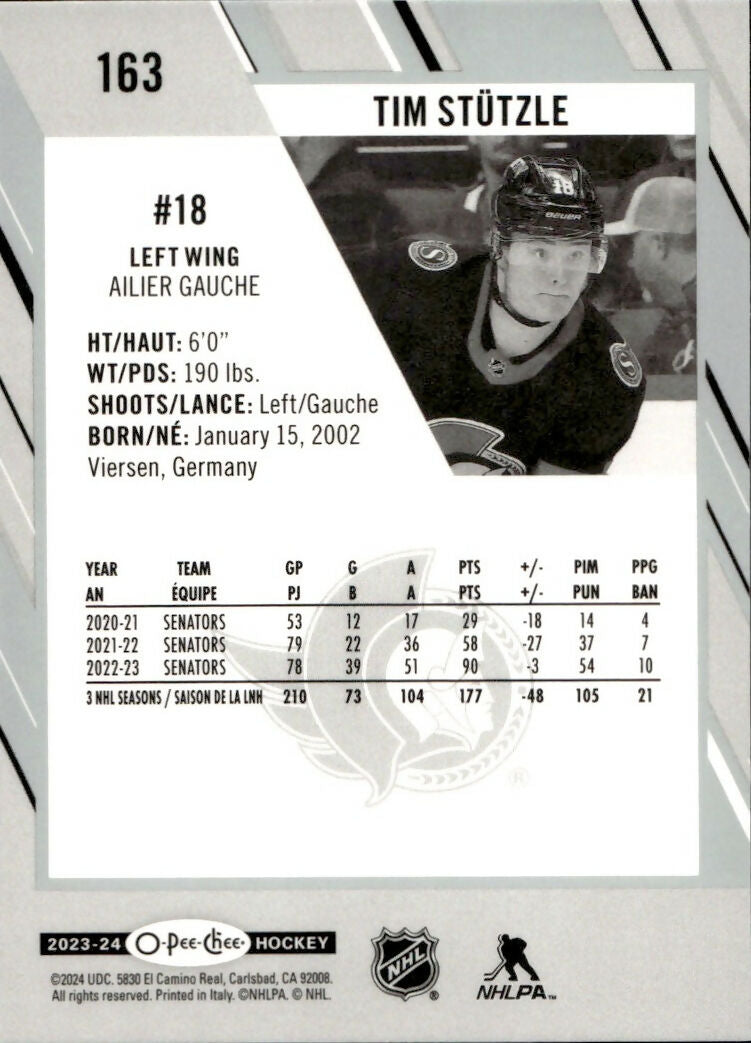 163
TIM STÜTZLE
#18
LEFT WING
AILIER GAUCHE
HT/HAUT: 6'0"
WT/PDS: 190 lbs.
SHOOTS/LANCE: Left/Gauche
BORN/NÉ: January 15, 2002
Viersen, Germany
18
BAUER
YEAR TEAM GP G A PTS +/- PIM PPG
AN ÉQUIPE PJ B A PTS +/- PUN BAN
2020-21 SENATORS 53 12 17 29 -18 14 4
2021-22 SENATORS 79 22 36 58 -27 37 7
2022-23 SENATORS 78 39 51 90 -3 54 10
3 NHL SEASONS / SAISON DE LA LNH 210 73 104 177 -48 105 21
®
2023-24 O-Pee-Chee® HOCKEY
©2024 UDC. 5830 El Camino Real, Carlsbad, CA 92008.
All rights reserved. Printed in Italy. ©NHLPA. © NHL.
NHL®
NHLPA™